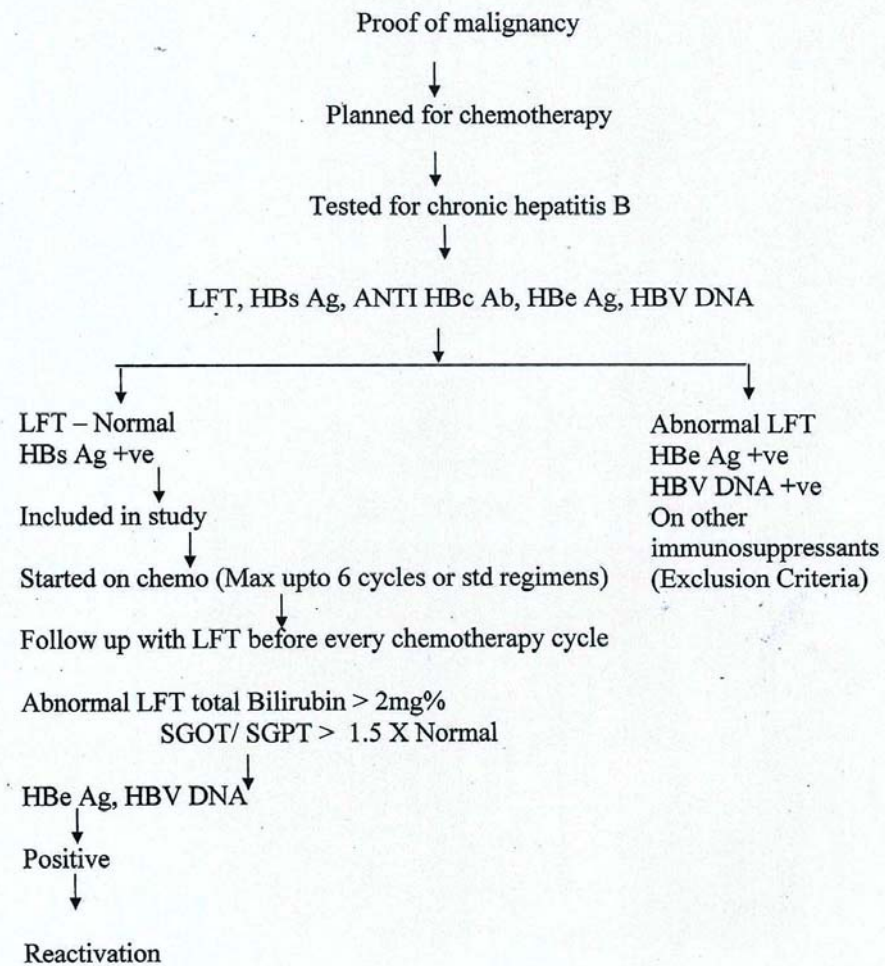 Proof of malignancy
Planned for chemotherapy
Tested for chronic hepatitis B
LFT, HBs Ag, ANTI HBc Ab, HBe Ag, HBV DNA
LFT – Normal
HBs Ag +ve
Included in study
Started on chemo (Max upto 6 cycles or std regimens)
Follow up with LFT before every chemotherapy cycle
Abnormal LFT total Bilirubin > 2mg%
SGOT/ SGPT > 1.5 X Normal
HBe Ag, HBV DNA
Positive
Reactivation
Abnormal LFT
HBe Ag +ve
HBV DNA +ve
On other
immunosuppressants
(Exclusion Criteria)